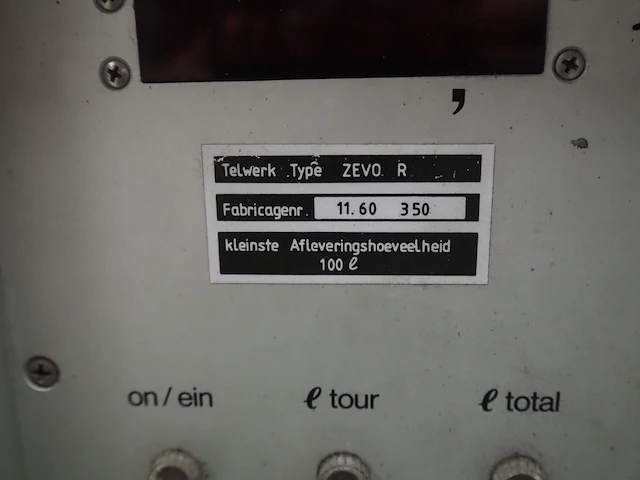 ,
Telwerk Type ZEVO R
Fabricagenr. 11.60 350
kleinste Afleveringshoeveelheid
100 ℓ
on / ein ℓ tour ℓ total